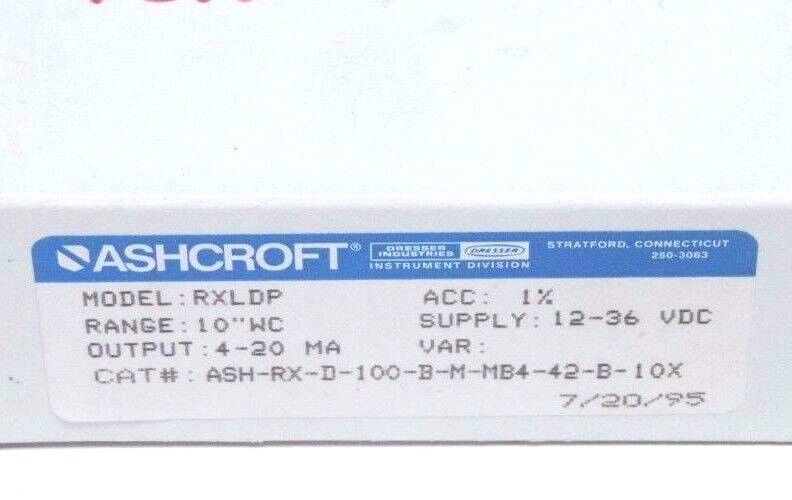 ASHCROFT® DRESSER INDUSTRIES DRESSER STRATFORD, CONNECTICUT
INSTRUMENT DIVISION 250-3063
MODEL: RXLDP ACC: 1%
RANGE: 10"WC SUPPLY: 12-36 VDC
OUTPUT: 4-20 MA VAR:
CAT#: ASH-RX-D-100-B-M-MB4-42-B-10X
7/20/95